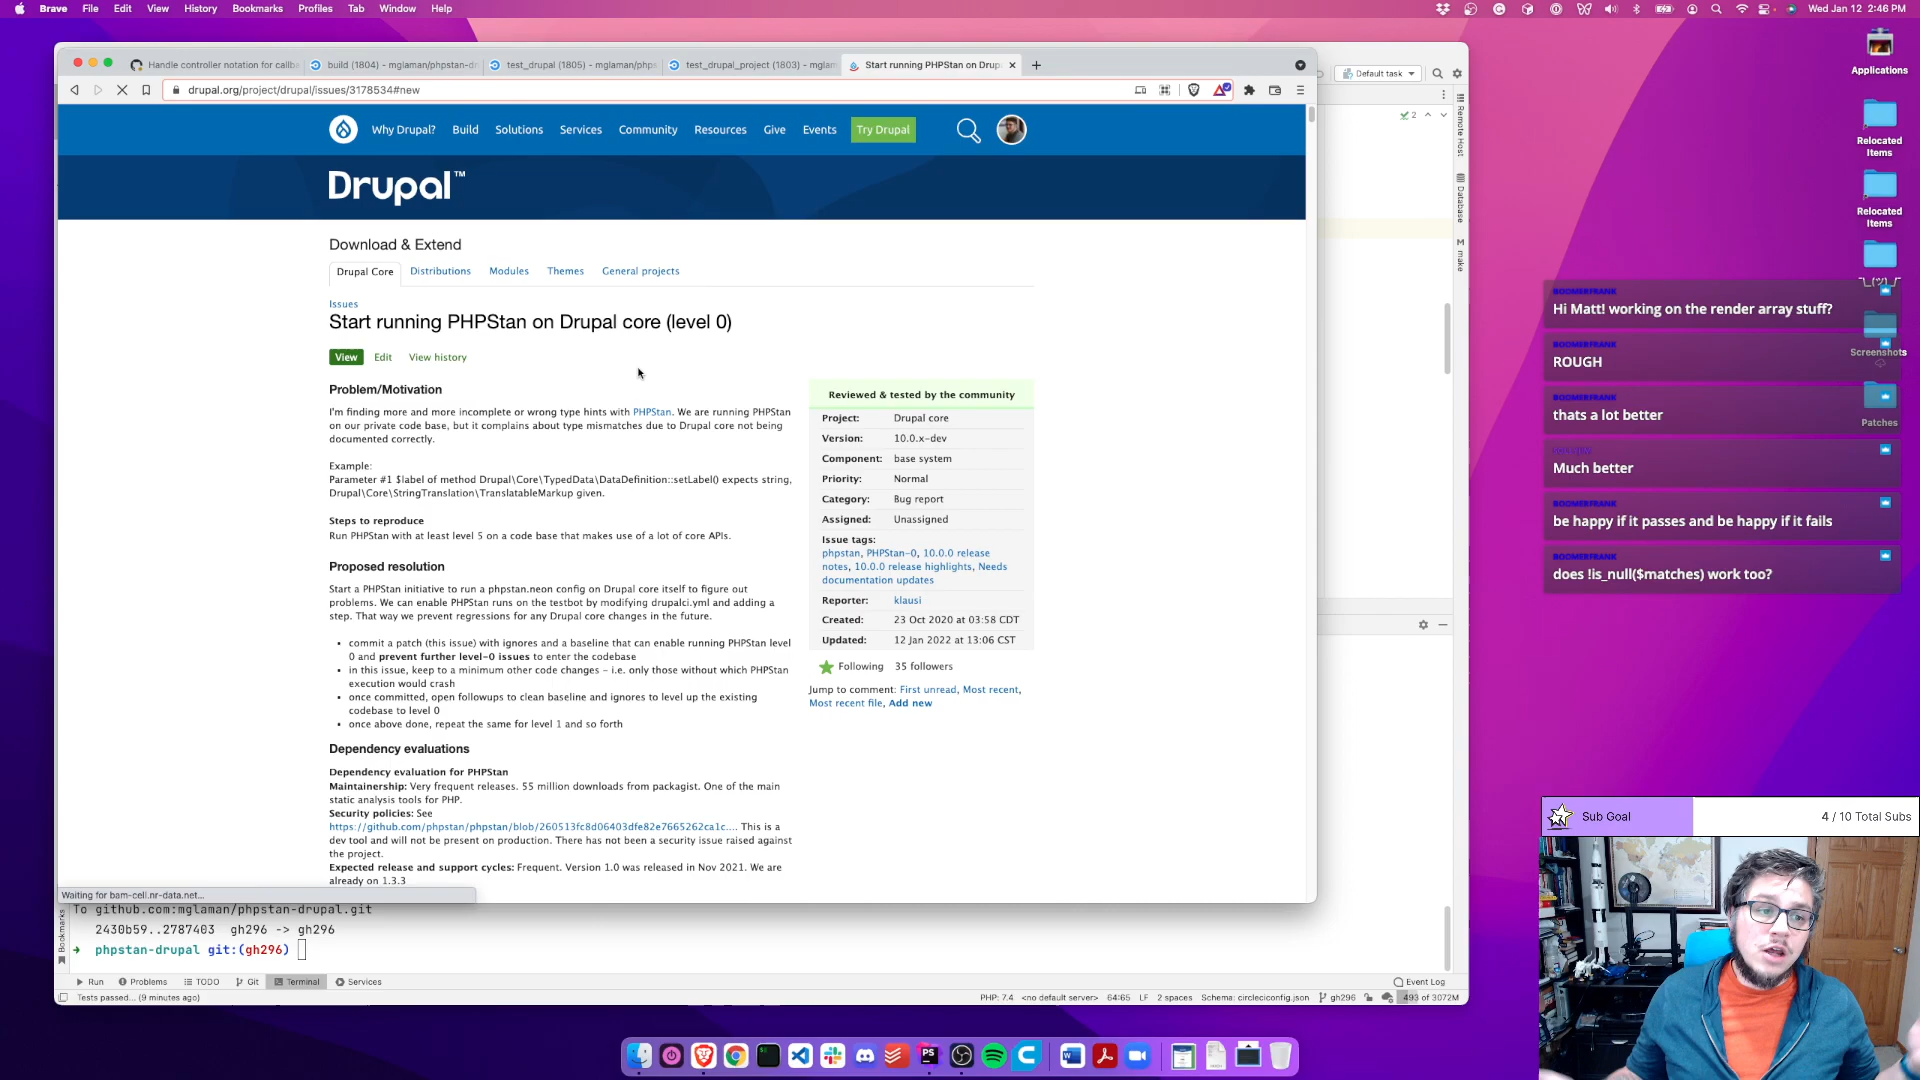 Brave File Edit View History Bookmarks Profiles Tab Window Help
Wed Jan 12 2:46 PM
Handle controller notation for callba
build (1804) - mglaman/phpstan-dr
test_drupal (1805) - mglaman/phps
test_drupal_project (1803) - mglam
Start running PHPStan on Drup
Default task
drupal.org/project/drupal/issues/3178534#new
2
Remote Host
Database
M make
Why Drupal? Build Solutions Services Community Resources Give Events Try Drupal
Drupal™
Download & Extend
Drupal Core Distributions Modules Themes General projects
Issues
Start running PHPStan on Drupal core (level 0)
View Edit View history
Problem/Motivation
I'm finding more and more incomplete or wrong type hints with PHPStan. We are running PHPStan
on our private code base, but it complains about type mismatches due to Drupal core not being
documented correctly.
Example:
Parameter #1 $label of method Drupal\Core\TypedData\DataDefinition::setLabel() expects string,
Drupal\Core\StringTranslation\TranslatableMarkup given.
Steps to reproduce
Run PHPStan with at least level 5 on a code base that makes use of a lot of core APIs.
Proposed resolution
Start a PHPStan initiative to run a phpstan.neon config on Drupal core itself to figure out
problems. We can enable PHPStan runs on the testbot by modifying drupalci.yml and adding a
step. That way we prevent regressions for any Drupal core changes in the future.
• commit a patch (this issue) with ignores and a baseline that can enable running PHPStan level
0 and prevent further level-0 issues to enter the codebase
• in this issue, keep to a minimum other code changes - i.e. only those without which PHPStan
execution would crash
• once committed, open followups to clean baseline and ignores to level up the existing
codebase to level 0
• once above done, repeat the same for level 1 and so forth
Dependency evaluations
Dependency evaluation for PHPStan
Maintainership: Very frequent releases. 55 million downloads from packagist. One of the main
static analysis tools for PHP.
Security policies: See
https://github.com/phpstan/phpstan/blob/260513fc8d06403dfe82e7665262ca1c.... This is a
dev tool and will not be present on production. There has not been a security issue raised against
the project.
Expected release and support cycles: Frequent. Version 1.0 was released in Nov 2021. We are
already on 1.3.3
Reviewed & tested by the community
Project: Drupal core
Version: 10.0.x-dev
Component: base system
Priority: Normal
Category: Bug report
Assigned: Unassigned
Issue tags:
phpstan, PHPStan-0, 10.0.0 release
notes, 10.0.0 release highlights, Needs
documentation updates
Reporter: klausi
Created: 23 Oct 2020 at 03:58 CDT
Updated: 12 Jan 2022 at 13:06 CST
Following 35 followers
Jump to comment: First unread, Most recent,
Most recent file, Add new
Waiting for bam-cell.nr-data.net...
Bookmarks
To github.com:mglaman/phpstan-drupal.git
2430b59..2787403 gh296 -> gh296
→ phpstan-drupal git:(gh296)
Run Problems TODO Git Terminal Services
Event Log
Tests passed... (9 minutes ago)
PHP: 7.4 <no default server> 64:65 LF 2 spaces Schema: circleciconfig.json gh296 493 of 3072M
Applications
Relocated
Items
Relocated
Items
¯\_(ツ)_/¯
Screenshots
Patches
BOOMERFRANK
Hi Matt! working on the render array stuff?
BOOMERFRANK
ROUGH
BOOMERFRANK
thats a lot better
Much better
BOOMERFRANK
be happy if it passes and be happy if it fails
BOOMERFRANK
does !is_null($matches) work too?
Sub Goal
4 / 10 Total Subs
PS
W